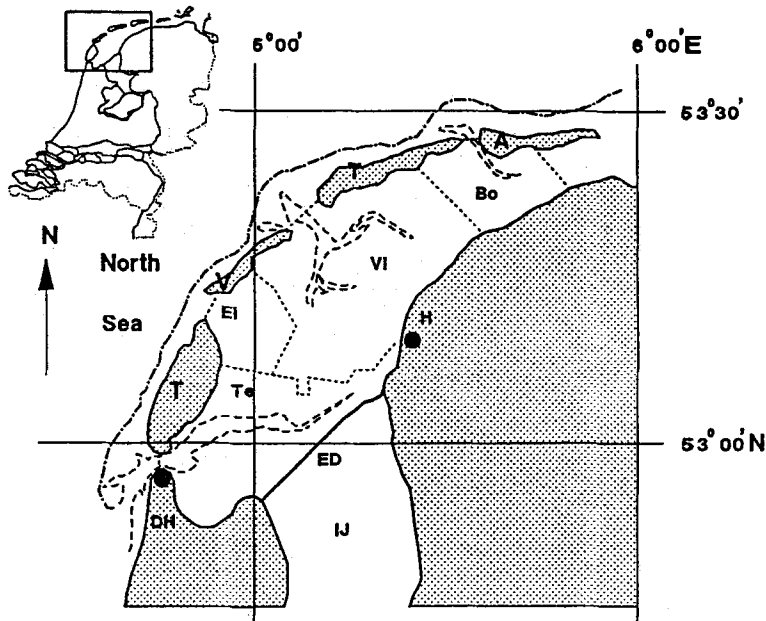 5°00'
6°00'E
53°30'
A
T
Bo
N
North
Sea
V
Vl
El
H
T
Te
53°00'N
ED
DH
IJ